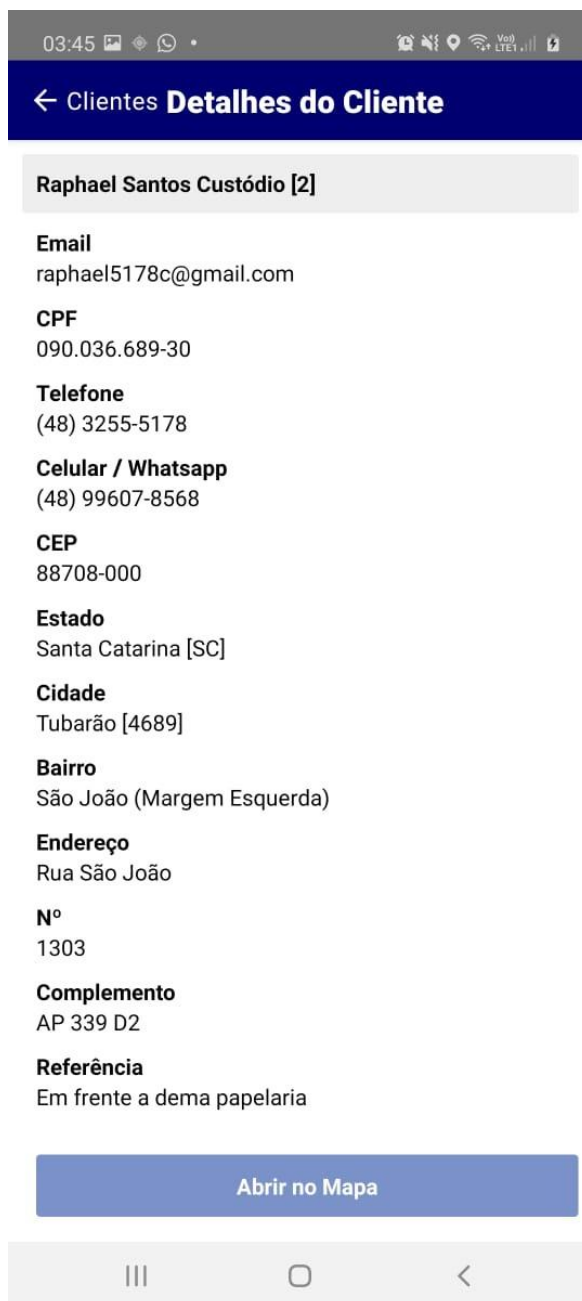 03:45
Vo))
LTE1
← Clientes Detalhes do Cliente
Raphael Santos Custódio [2]
Email
raphael5178c@gmail.com
CPF
090.036.689-30
Telefone
(48) 3255-5178
Celular / Whatsapp
(48) 99607-8568
CEP
88708-000
Estado
Santa Catarina [SC]
Cidade
Tubarão [4689]
Bairro
São João (Margem Esquerda)
Endereço
Rua São João
Nº
1303
Complemento
AP 339 D2
Referência
Em frente a dema papelaria
Abrir no Mapa